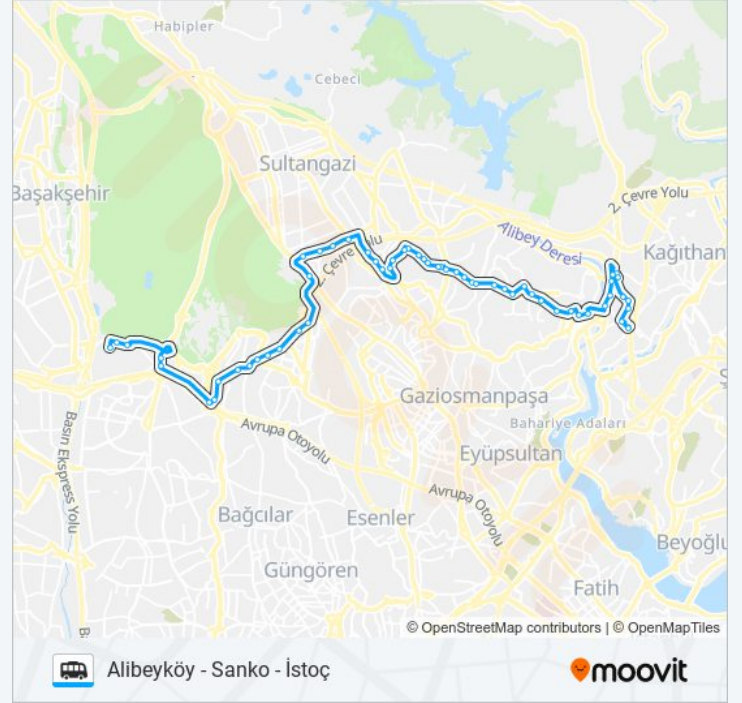 Habipler
Cebeci
Sultangazi
Başakşehir
2. Çevre Yolu
Alibey Deresi
Kağıthan
2. Çevre Yolu
Gaziosmanpaşa
Bahariye Adaları
Basın Ekspress Yolu
Avrupa Otoyolu
Eyüpsultan
Avrupa Otoyolu
Bağcılar
Esenler
Beyoğlu
Güngören
Fatih
© OpenStreetMap contributors | © OpenMapTiles
Alibeyköy - Sanko - İstoç
moovit